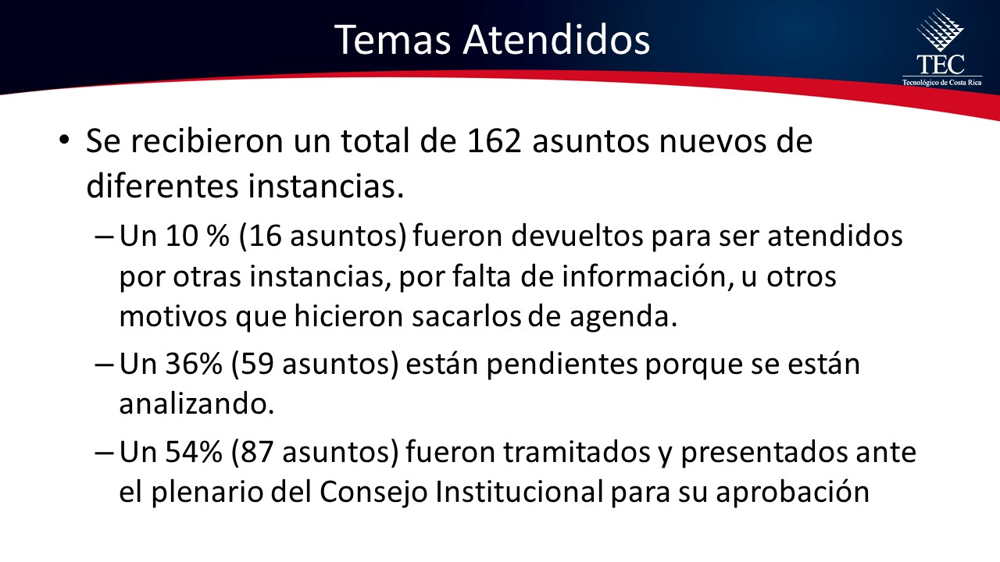 Temas Atendidos
TEC
Tecnológico de Costa Rica
• Se recibieron un total de 162 asuntos nuevos de
diferentes instancias.
– Un 10 % (16 asuntos) fueron devueltos para ser atendidos
por otras instancias, por falta de información, u otros
motivos que hicieron sacarlos de agenda.
– Un 36% (59 asuntos) están pendientes porque se están
analizando.
– Un 54% (87 asuntos) fueron tramitados y presentados ante
el plenario del Consejo Institucional para su aprobación